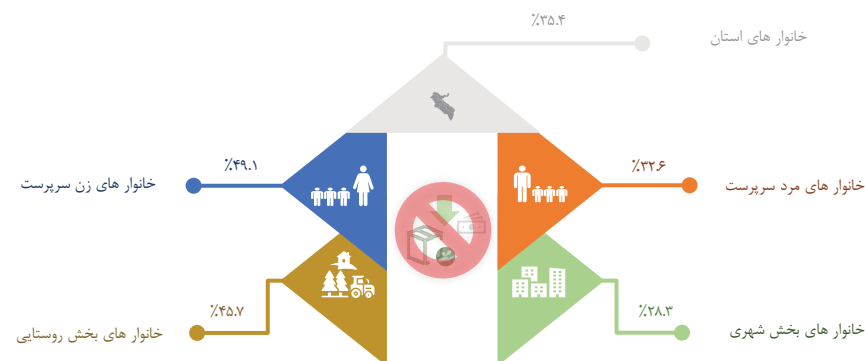 ٪۳۵.۴
خانوار های استان
٪۳۲.۶
خانوار های مرد سرپرست
٪۴۹.۱
خانوار های زن سرپرست
٪۲۸.۳
خانوار های بخش شهری
٪۴۵.۷
خانوار های بخش روستایی